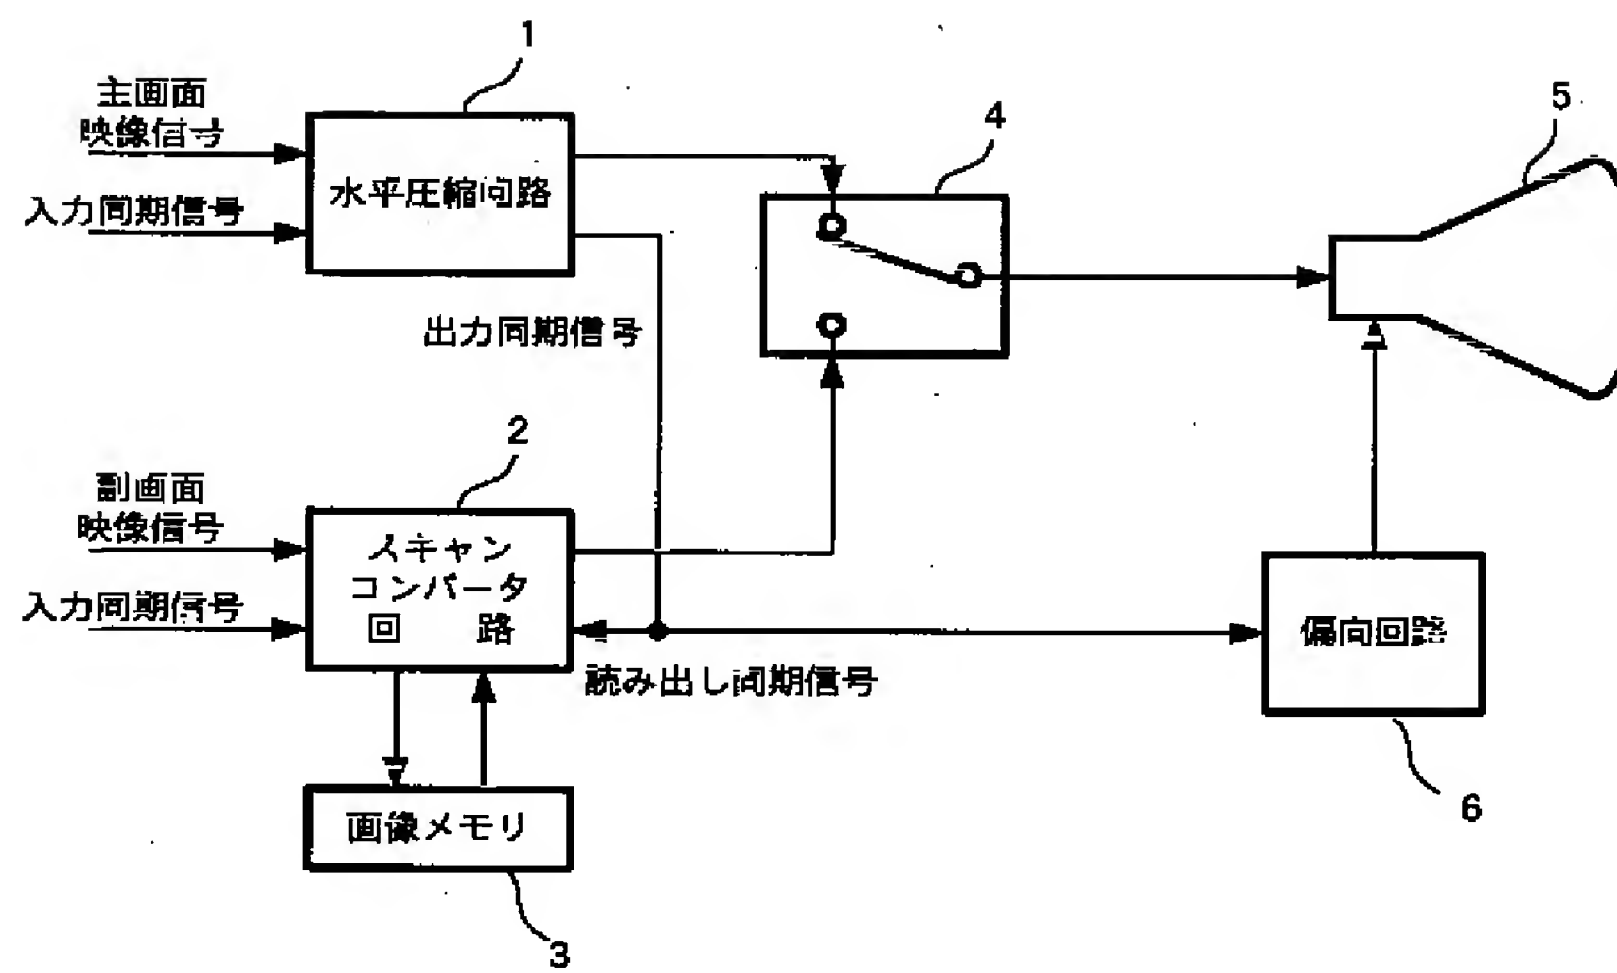 1
主画面
映像信号
入力同期信号
水平圧縮回路
出力同期信号
4
5
2
副画面
映像信号
入力同期信号
スキャン
コンバータ
回 路
読み出し同期信号
偏向回路
6
画像メモリ
3